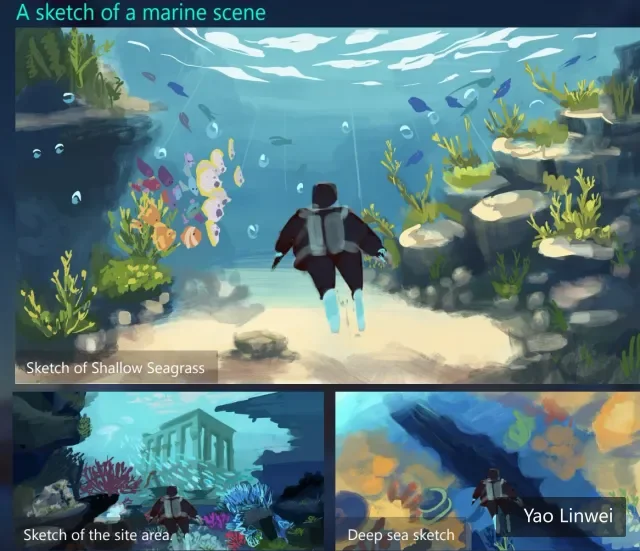 A sketch of a marine scene
Sketch of Shallow Seagrass
Sketch of the site area.
Deep sea sketch
Yao Linwei